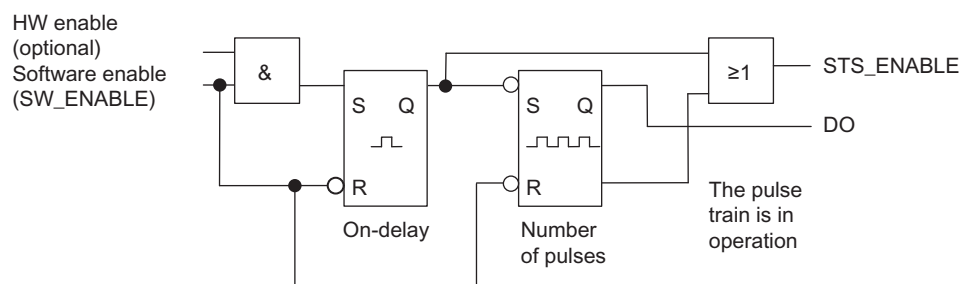 HW enable
(optional)
Software enable
(SW_ENABLE)
&
S Q
R
On-delay
S Q
R
Number
of pulses
≥1
STS_ENABLE
DO
The pulse
train is in
operation